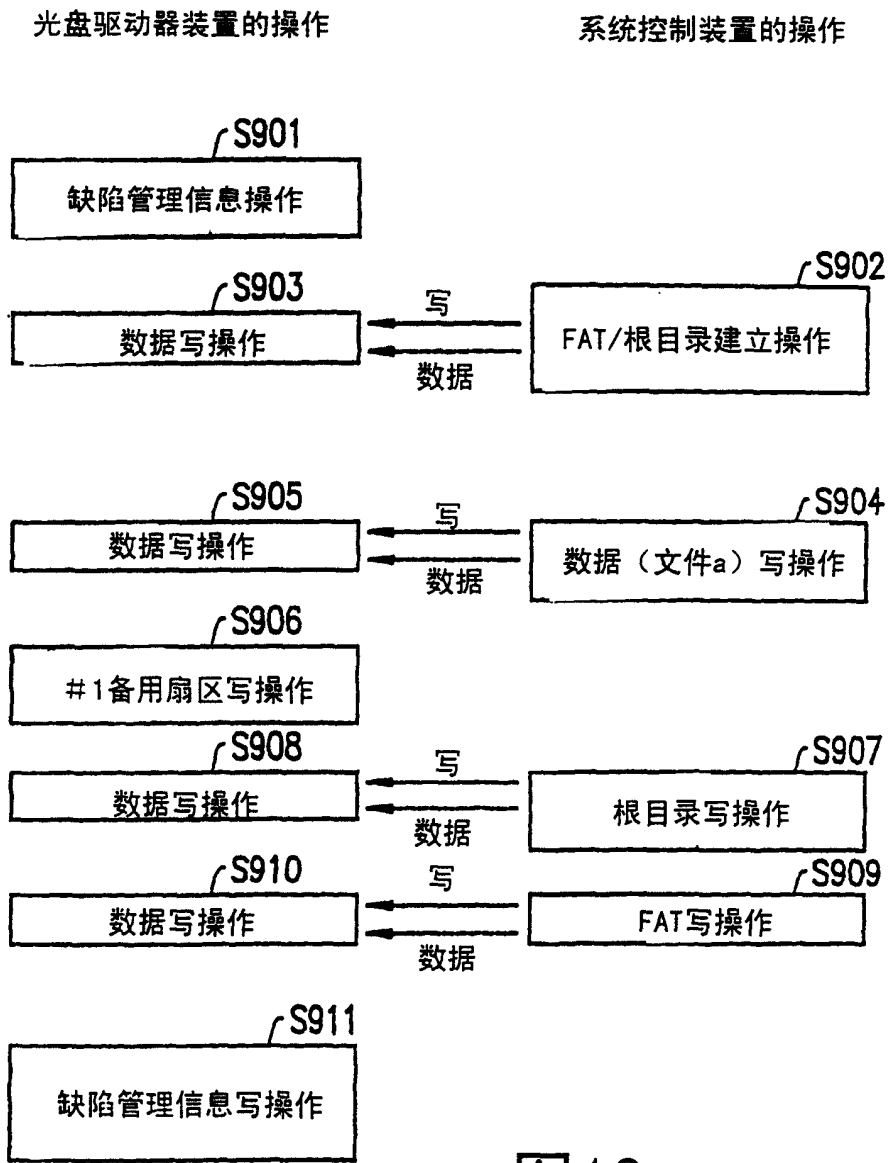 光盘驱动器装置的操作
系统控制装置的操作
S901
缺陷管理信息操作
S902
FAT/根目录建立操作
S903
写
数据写操作
数据
S904
数据（文件a）写操作
S905
写
数据写操作
数据
S906
#1备用扇区写操作
S907
根目录写操作
S908
写
数据写操作
数据
S909
FAT写操作
S910
写
数据写操作
数据
S911
缺陷管理信息写操作